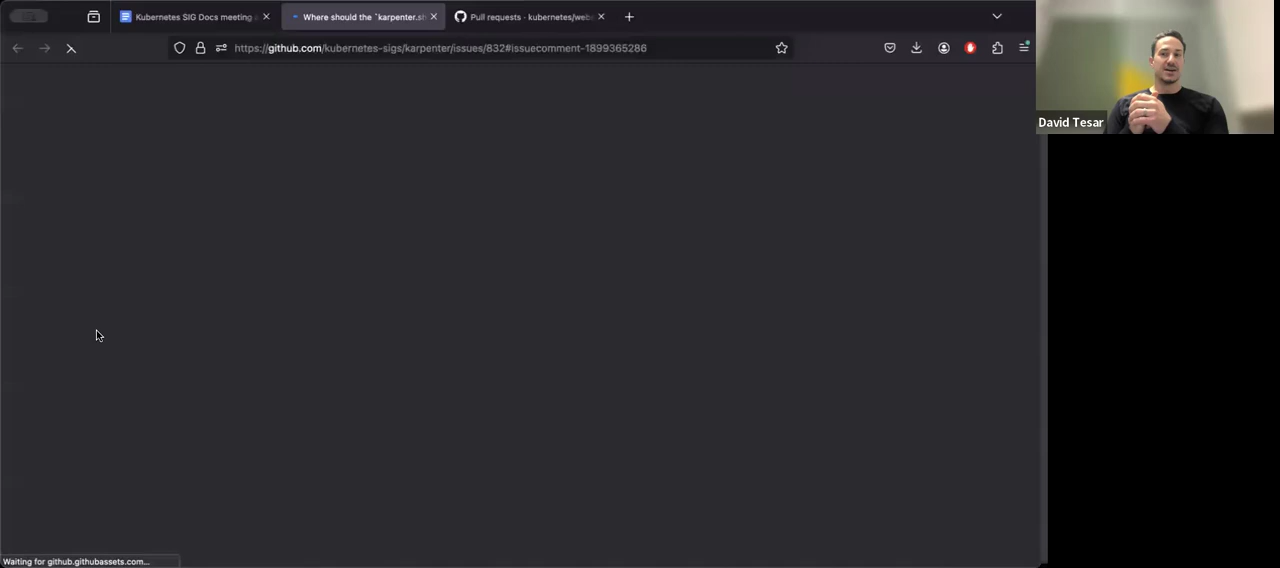 Kubernetes SIG Docs meeting
Where should the `karpenter.sh
Pull requests · kubernetes/webs
https://github.com/kubernetes-sigs/karpenter/issues/832#issuecomment-1899365286
David Tesar
Waiting for github.githubassets.com...